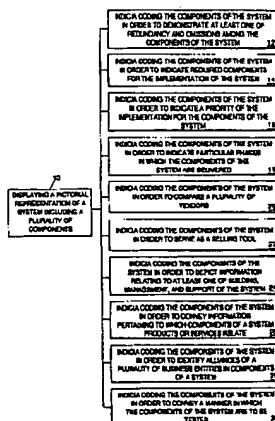 INDICIA CODING THE COMPONENTS OF THE SYSTEM
IN ORDER TO DEMONSTRATE AT LEAST ONE OF
REDUNDANCY AND OMISSIONS AMONG THE
COMPONENTS OF THE SYSTEM 12
INDICIA CODING THE COMPONENTS OF THE SYSTEM
IN ORDER TO INDICATE REQUIRED COMPONENTS
FOR THE IMPLEMENTATION OF THE SYSTEM 14
INDICIA CODING THE COMPONENTS OF THE SYSTEM
IN ORDER TO INDICATE A PRIORITY OF THE
IMPLEMENTATION FOR THE COMPONENTS OF THE
SYSTEM
INDICIA CODING THE COMPONENTS OF THE SYSTEM
IN ORDER TO INDICATE PARTICULAR PHASES
IN WHICH THE COMPONENTS OF THE
SYSTEM ARE DELIVERED
DISPLAYING A PICTORIAL
REPRESENTATION OF A
SYSTEM INCLUDING A
PLURALITY OF
COMPONENTS
INDICIA CODING THE COMPONENTS OF THE SYSTEM
IN ORDER TO COMPARE A PLURALITY OF
VENDORS
INDICIA CODING THE COMPONENTS OF THE SYSTEM
IN ORDER TO SERVE AS A SELLING TOOL
INDICIA CODING THE COMPONENTS OF THE
SYSTEM IN ORDER TO DEPICT INFORMATION
RELATING TO AT LEAST ONE OF BUILDING,
MANAGEMENT, AND SUPPORT OF THE SYSTEM
INDICIA CODING THE COMPONENTS OF THE SYSTEM
IN ORDER TO CONVEY INFORMATION
PERTAINING TO WHICH COMPONENTS OF A SYSTEM
PRODUCTS OR SERVICES RELATE
INDICIA CODING THE COMPONENTS OF THE SYSTEM
IN ORDER TO IDENTIFY ALLIANCES OF A
PLURALITY OF BUSINESS ENTITIES IN COMPONENTS
OF A SYSTEM
INDICIA CODING THE COMPONENTS OF THE SYSTEM
IN ORDER TO CONVEY A MANNER IN WHICH
THE COMPONENTS OF THE SYSTEM ARE TO BE
TESTED